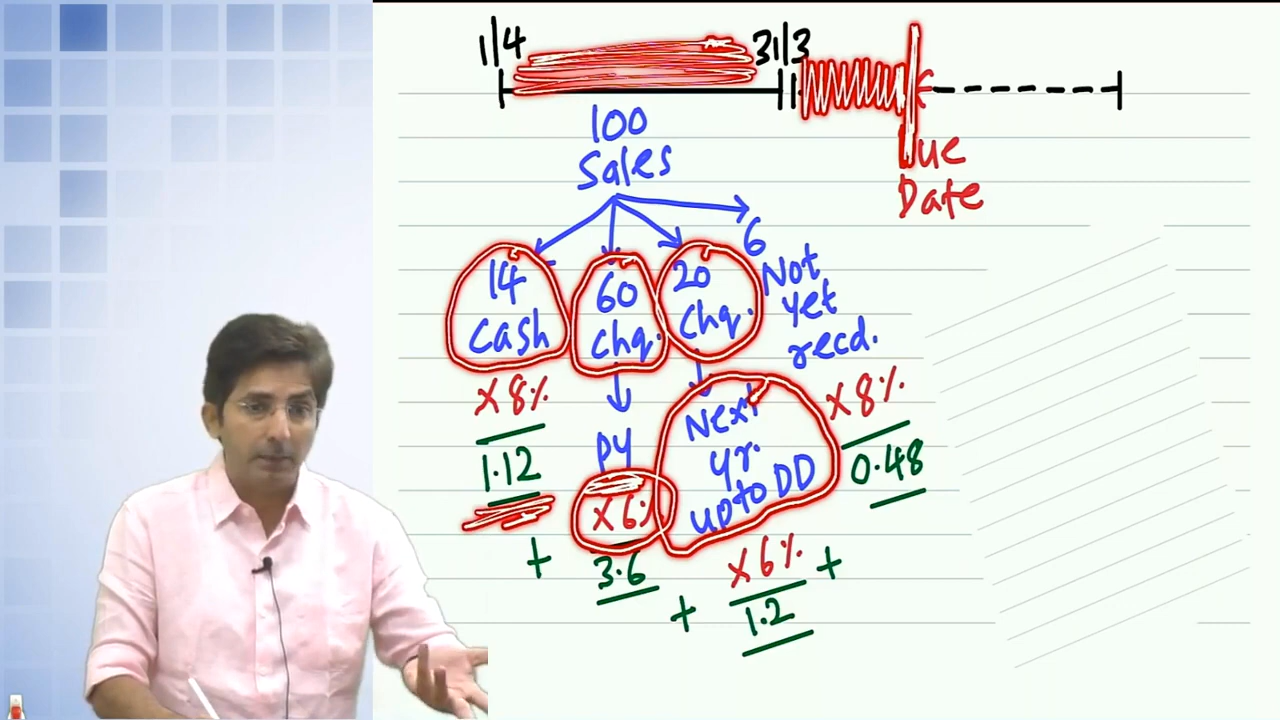 1/4
31/3
100
Sales
Due
Date
14
Cash
60
Chq.
20
Chq.
6
Not
yet
recd.
x 8%
1.12
PY
x 6%
3.6
Next
yr.
upto DD
x 6%
1.2
x 8%
0.48
+
+
+